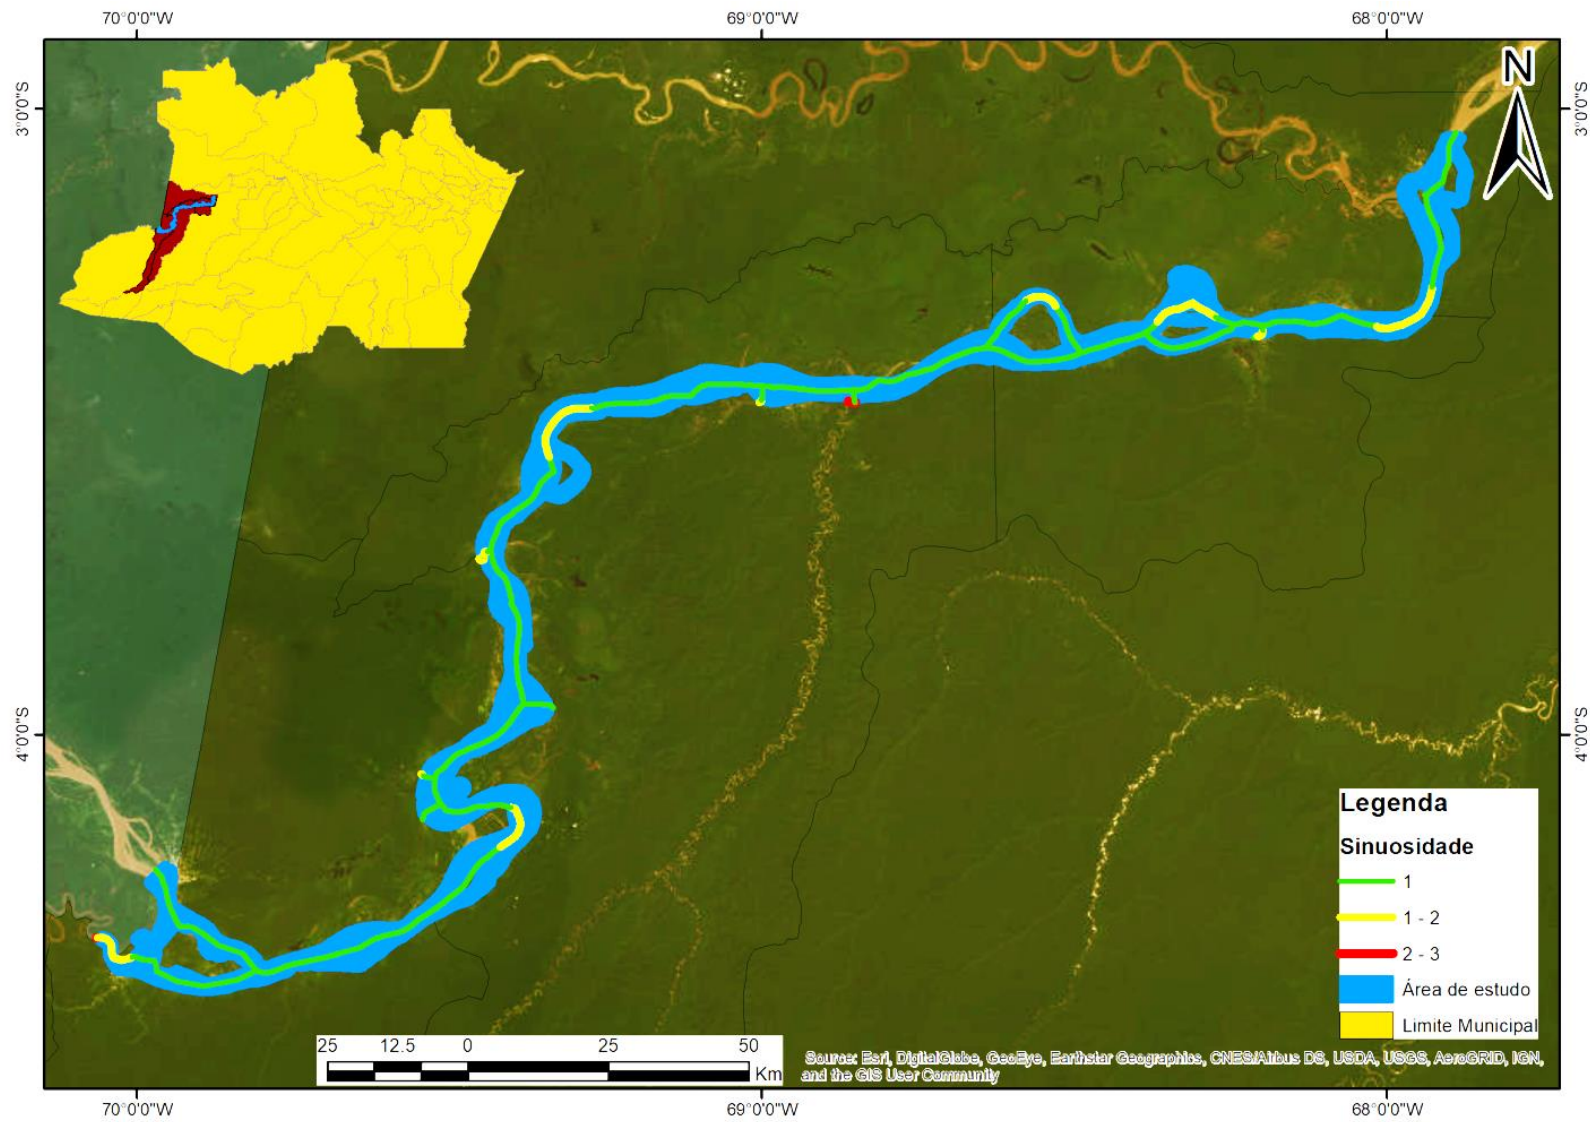 70°0'0"W 69°0'0"W 68°0'0"W
N
3°0'0"S 3°0'0"S
4°0'0"S 4°0'0"S
Legenda
Sinuosidade
1
1 - 2
2 - 3
Área de estudo
Limite Municipal
25 12.5 0 25 50
Km
Source: Esri, DigitalGlobe, GeoEye, Earthstar Geographics, CNES/Airbus DS, USDA, USGS, AeroGRID, IGN,
and the GIS User Community
70°0'0"W 69°0'0"W 68°0'0"W